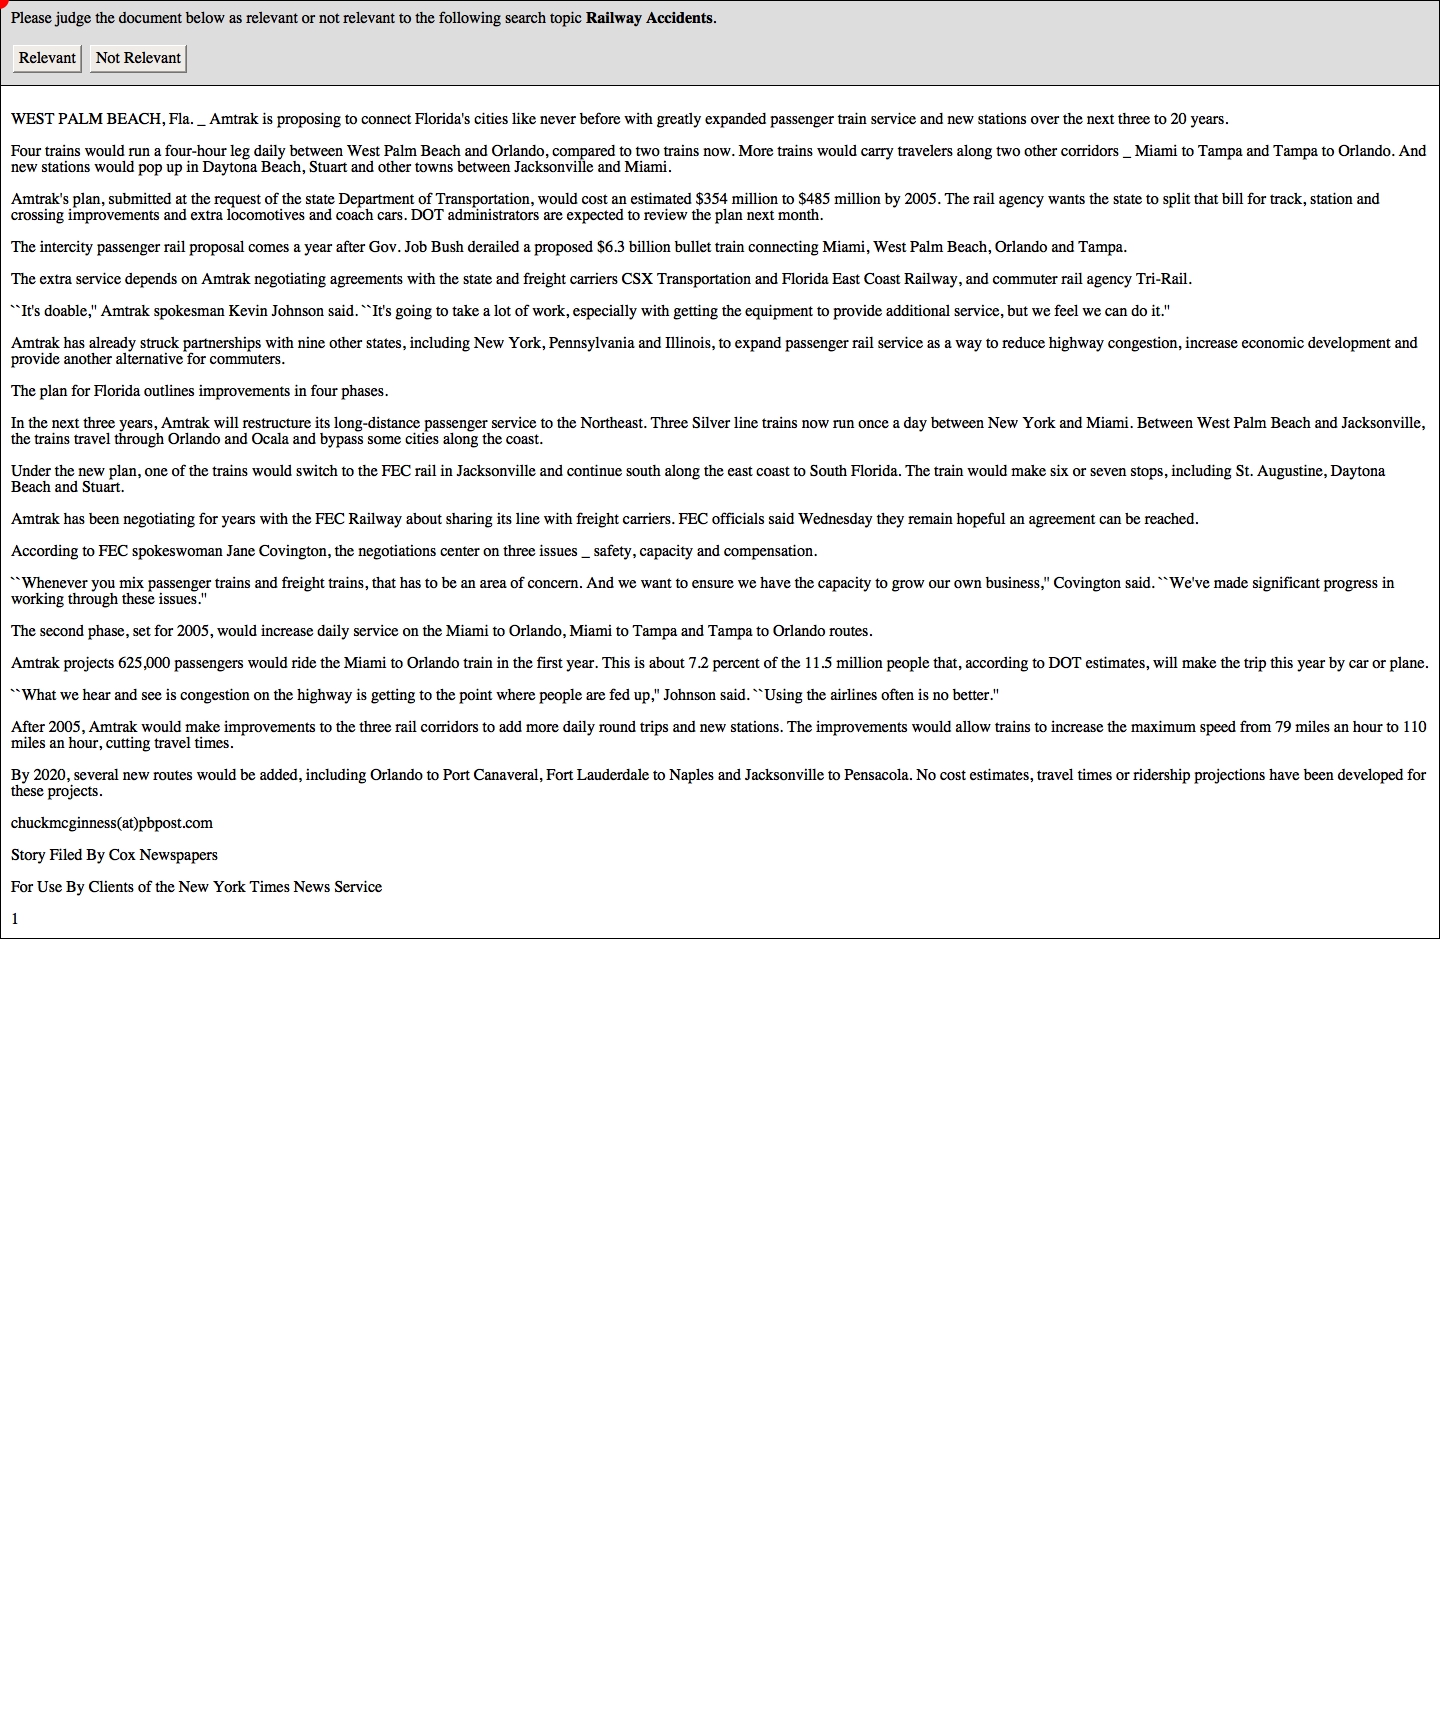 Please judge the document below as relevant or not relevant to the following search topic Railway Accidents.
Relevant Not Relevant
WEST PALM BEACH, Fla. _ Amtrak is proposing to connect Florida's cities like never before with greatly expanded passenger train service and new stations over the next three to 20 years.
Four trains would run a four-hour leg daily between West Palm Beach and Orlando, compared to two trains now. More trains would carry travelers along two other corridors _ Miami to Tampa and Tampa to Orlando. And
new stations would pop up in Daytona Beach, Stuart and other towns between Jacksonville and Miami.
Amtrak's plan, submitted at the request of the state Department of Transportation, would cost an estimated $354 million to $485 million by 2005. The rail agency wants the state to split that bill for track, station and
crossing improvements and extra locomotives and coach cars. DOT administrators are expected to review the plan next month.
The intercity passenger rail proposal comes a year after Gov. Job Bush derailed a proposed $6.3 billion bullet train connecting Miami, West Palm Beach, Orlando and Tampa.
The extra service depends on Amtrak negotiating agreements with the state and freight carriers CSX Transportation and Florida East Coast Railway, and commuter rail agency Tri-Rail.
``It's doable,'' Amtrak spokesman Kevin Johnson said. ``It's going to take a lot of work, especially with getting the equipment to provide additional service, but we feel we can do it.''
Amtrak has already struck partnerships with nine other states, including New York, Pennsylvania and Illinois, to expand passenger rail service as a way to reduce highway congestion, increase economic development and
provide another alternative for commuters.
The plan for Florida outlines improvements in four phases.
In the next three years, Amtrak will restructure its long-distance passenger service to the Northeast. Three Silver line trains now run once a day between New York and Miami. Between West Palm Beach and Jacksonville,
the trains travel through Orlando and Ocala and bypass some cities along the coast.
Under the new plan, one of the trains would switch to the FEC rail in Jacksonville and continue south along the east coast to South Florida. The train would make six or seven stops, including St. Augustine, Daytona
Beach and Stuart.
Amtrak has been negotiating for years with the FEC Railway about sharing its line with freight carriers. FEC officials said Wednesday they remain hopeful an agreement can be reached.
According to FEC spokeswoman Jane Covington, the negotiations center on three issues _ safety, capacity and compensation.
``Whenever you mix passenger trains and freight trains, that has to be an area of concern. And we want to ensure we have the capacity to grow our own business,'' Covington said. ``We've made significant progress in
working through these issues.''
The second phase, set for 2005, would increase daily service on the Miami to Orlando, Miami to Tampa and Tampa to Orlando routes.
Amtrak projects 625,000 passengers would ride the Miami to Orlando train in the first year. This is about 7.2 percent of the 11.5 million people that, according to DOT estimates, will make the trip this year by car or plane.
``What we hear and see is congestion on the highway is getting to the point where people are fed up,'' Johnson said. ``Using the airlines often is no better.''
After 2005, Amtrak would make improvements to the three rail corridors to add more daily round trips and new stations. The improvements would allow trains to increase the maximum speed from 79 miles an hour to 110
miles an hour, cutting travel times.
By 2020, several new routes would be added, including Orlando to Port Canaveral, Fort Lauderdale to Naples and Jacksonville to Pensacola. No cost estimates, travel times or ridership projections have been developed for
these projects.
chuckmcginness(at)pbpost.com
Story Filed By Cox Newspapers
For Use By Clients of the New York Times News Service
1